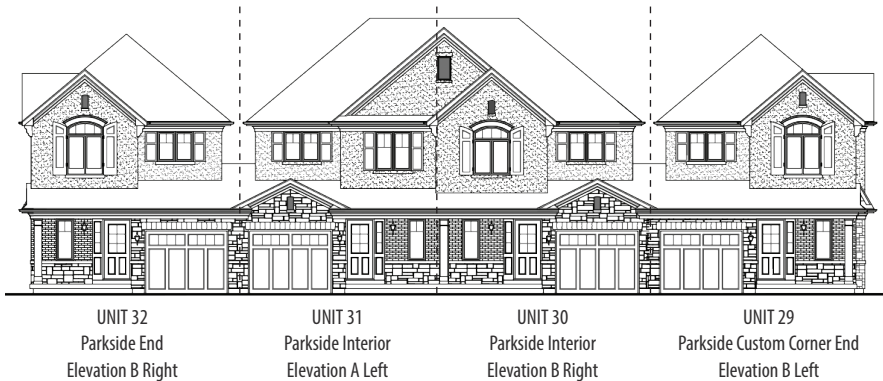 UNIT 32
Parkside End
Elevation B Right
UNIT 31
Parkside Interior
Elevation A Left
UNIT 30
Parkside Interior
Elevation B Right
UNIT 29
Parkside Custom Corner End
Elevation B Left